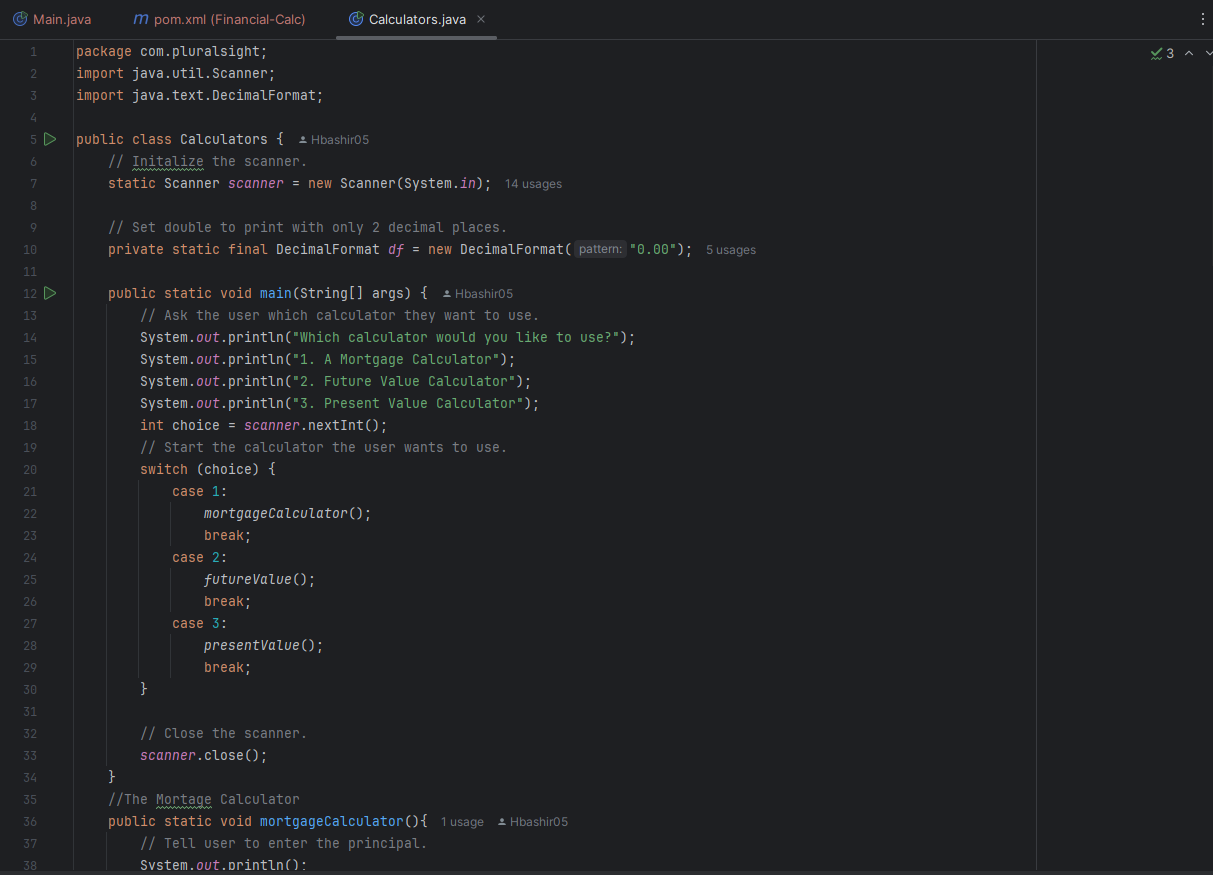 Main.java
m pom.xml (Financial-Calc)
Calculators.java
3
1 package com.pluralsight;
2 import java.util.Scanner;
3 import java.text.DecimalFormat;
4
5 public class Calculators { Hbashir05
6 // Initalize the scanner.
7 static Scanner scanner = new Scanner(System.in); 14 usages
8
9 // Set double to print with only 2 decimal places.
10 private static final DecimalFormat df = new DecimalFormat( pattern: "0.00"); 5 usages
11
12 public static void main(String[] args) { Hbashir05
13 // Ask the user which calculator they want to use.
14 System.out.println("Which calculator would you like to use?");
15 System.out.println("1. A Mortgage Calculator");
16 System.out.println("2. Future Value Calculator");
17 System.out.println("3. Present Value Calculator");
18 int choice = scanner.nextInt();
19 // Start the calculator the user wants to use.
20 switch (choice) {
21 case 1:
22 mortgageCalculator();
23 break;
24 case 2:
25 futureValue();
26 break;
27 case 3:
28 presentValue();
29 break;
30 }
31
32 // Close the scanner.
33 scanner.close();
34 }
35 //The Mortage Calculator
36 public static void mortgageCalculator(){ 1 usage Hbashir05
37 // Tell user to enter the principal.
38 System.out.println();